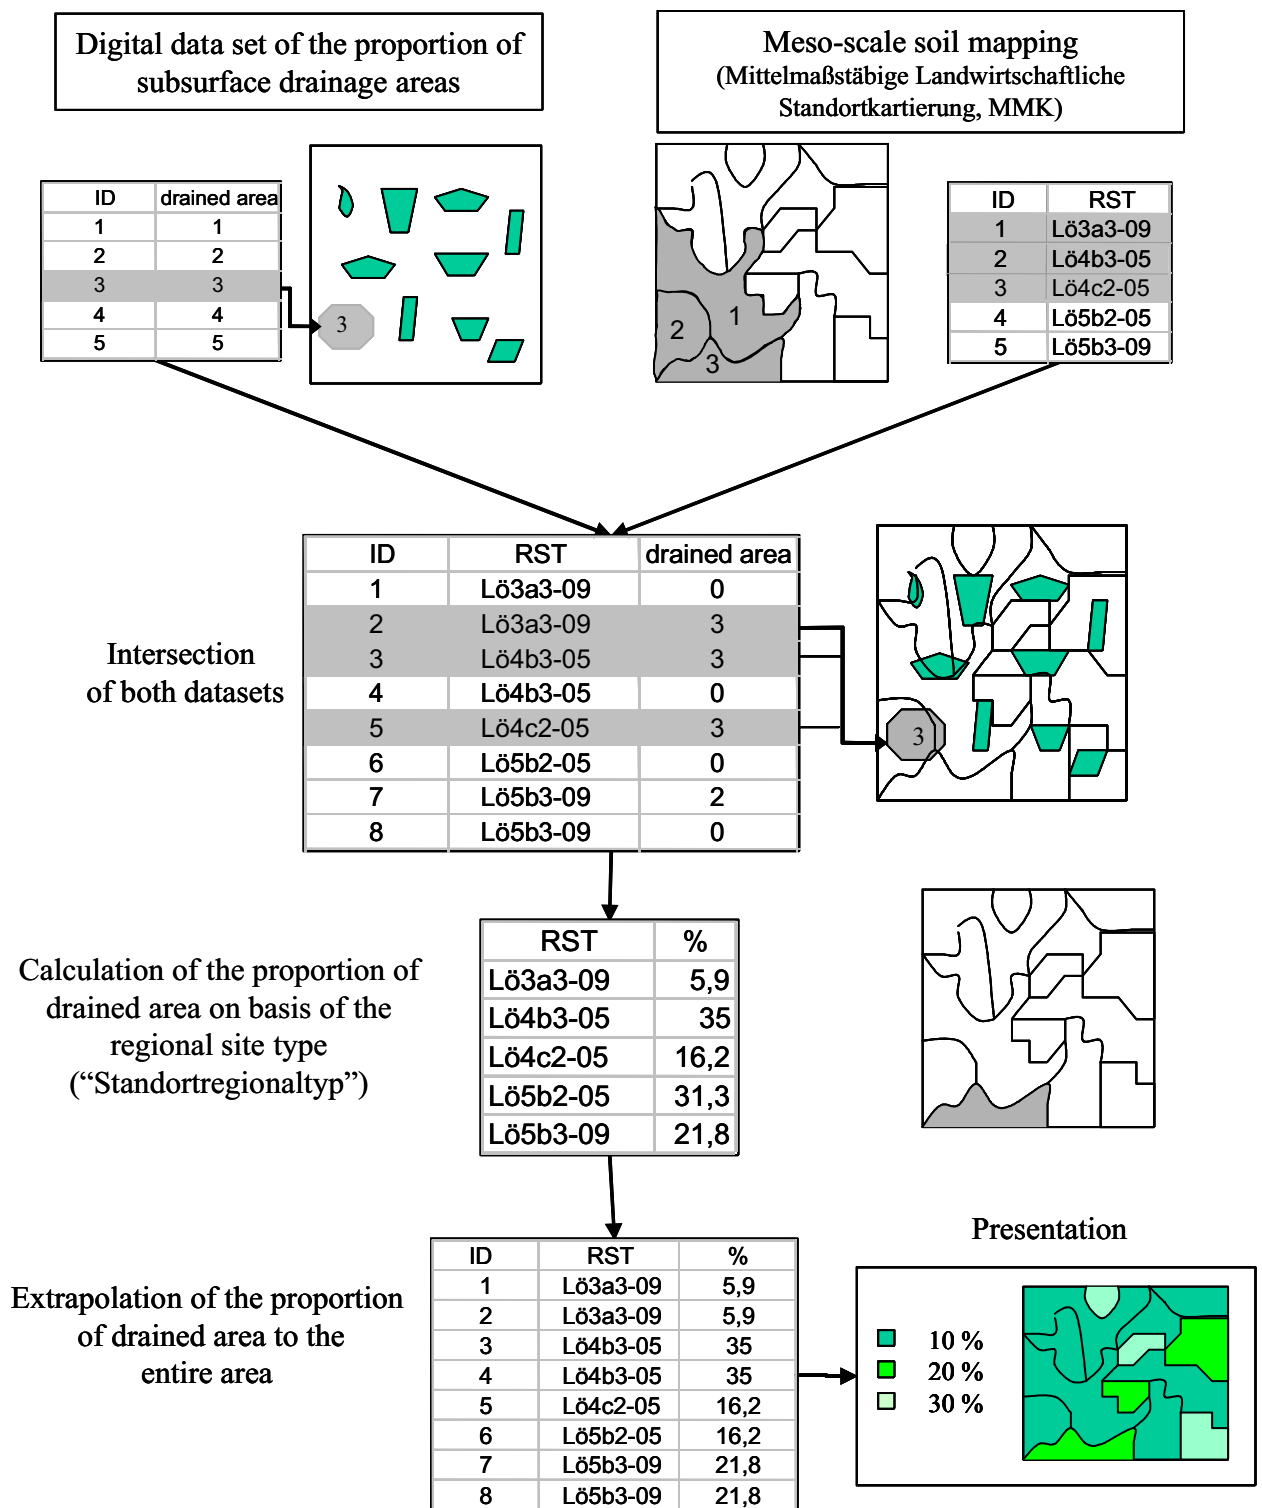 Digital data set of the proportion of
subsurface drainage areas
Meso-scale soil mapping
(Mittelmaßstäbige Landwirtschaftliche
Standortkartierung, MMK)
ID drained area
1 1
2 2
3 3
4 4
5 5
3
1
2
3
ID RST
1 Lö3a3-09
2 Lö4b3-05
3 Lö4c2-05
4 Lö5b2-05
5 Lö5b3-09
Intersection
of both datasets
ID RST drained area
1 Lö3a3-09 0
2 Lö3a3-09 3
3 Lö4b3-05 3
4 Lö4b3-05 0
5 Lö4c2-05 3
6 Lö5b2-05 0
7 Lö5b3-09 2
8 Lö5b3-09 0
3
Calculation of the proportion of
drained area on basis of the
regional site type
(“Standortregionaltyp”)
RST %
Lö3a3-09 5,9
Lö4b3-05 35
Lö4c2-05 16,2
Lö5b2-05 31,3
Lö5b3-09 21,8
Extrapolation of the proportion
of drained area to the
entire area
ID RST %
1 Lö3a3-09 5,9
2 Lö3a3-09 5,9
3 Lö4b3-05 35
4 Lö4b3-05 35
5 Lö4c2-05 16,2
6 Lö5b2-05 16,2
7 Lö5b3-09 21,8
8 Lö5b3-09 21,8
Presentation
10 %
20 %
30 %